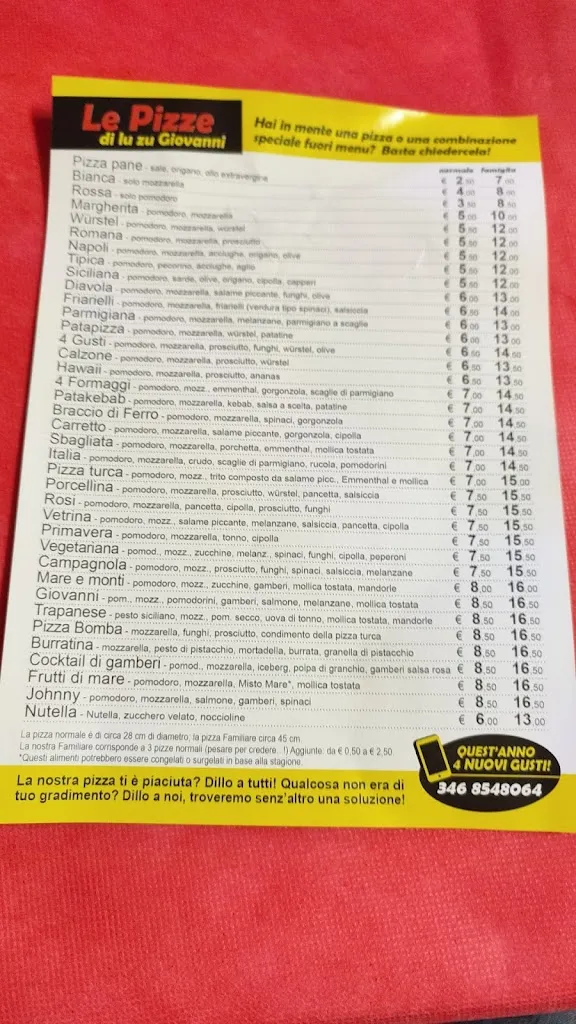 Le Pizze
di lu zu Giovanni
Hai in mente una pizza o una combinazione
speciale fuori menu? Basta chiedercela!
normale famiglia
Pizza pane - sale, origano, olio extravergine € 2,50 7,00
Bianca - solo mozzarella € 4,00 8,00
Rossa - solo pomodoro € 3,50 8,50
Margherita - pomodoro, mozzarella € 5,00 10,00
Würstel - pomodoro, mozzarella, würstel € 5,50 12,00
Romana - pomodoro, mozzarella, prosciutto € 5,50 12,00
Napoli - pomodoro, mozzarella, acciughe, origano, olive € 5,50 12,00
Tipica - pomodoro, pecorino, acciughe, aglio € 5,50 12,00
Siciliana - pomodoro, sarde, olive, origano, cipolla, capperi € 5,50 12,00
Diavola - pomodoro, mozzarella, salame piccante, funghi, olive € 6,00 13,00
Friarielli - pomodoro, mozzarella, friarielli (verdura tipo spinaci), salsiccia € 6,50 14,00
Parmigiana - pomodoro, mozzarella, melanzane, parmigiano a scaglie € 6,00 13,00
Patapizza - pomodoro, mozzarella, würstel, patatine € 6,00 13,00
4 Gusti - pomodoro, mozzarella, prosciutto, funghi, würstel, olive € 6,50 14,50
Calzone - pomodoro, mozzarella, prosciutto, würstel € 6,50 13,50
Hawaii - pomodoro, mozzarella, prosciutto, ananas € 6,50 13,50
4 Formaggi - pomodoro, mozz., emmenthal, gorgonzola, scaglie di parmigiano € 7,00 14,50
Patakebab - pomodoro, mozzarella, kebab, salsa a scelta, patatine € 7,00 14,50
Braccio di Ferro - pomodoro, mozzarella, spinaci, gorgonzola € 7,00 14,50
Carretto - pomodoro, mozzarella, salame piccante, gorgonzola, cipolla € 7,00 14,50
Sbagliata - pomodoro, mozzarella, porchetta, emmenthal, mollica tostata € 7,00 14,50
Italia - pomodoro, mozzarella, crudo, scaglie di parmigiano, rucola, pomodorini € 7,00 14,50
Pizza turca - pomodoro, mozz., trito composto da salame picc., Emmenthal e mollica € 7,00 15,00
Porcellina - pomodoro, mozzarella, prosciutto, würstel, pancetta, salsiccia € 7,50 15,50
Rosi - pomodoro, mozzarella, pancetta, cipolla, prosciutto, funghi € 7,50 15,50
Vetrina - pomodoro, mozz., salame piccante, melanzane, salsiccia, pancetta, cipolla € 7,50 15,50
Primavera - pomodoro, mozzarella, tonno, cipolla € 7,50 15,50
Vegetariana - pomod., mozz., zucchine, melanz., spinaci, funghi, cipolla, peperoni € 7,50 15,50
Campagnola - pomodoro, mozz., prosciutto, funghi, spinaci, salsiccia, melanzane € 7,50 15,50
Mare e monti - pomodoro, mozz., zucchine, gamberi, mollica tostata, mandorle € 8,00 16,00
Giovanni - pom., mozz., pomodorini, gamberi, salmone, melanzane, mollica tostata € 8,50 16,50
Trapanese - pesto siciliano, mozz., pom. secco, uova di tonno, mollica tostata, mandorle € 8,50 16,50
Pizza Bomba - mozzarella, funghi, prosciutto, condimento della pizza turca € 8,50 16,50
Burratina - mozzarella, pesto di pistacchio, mortadella, burrata, granella di pistacchio € 8,50 16,50
Cocktail di gamberi - pomod., mozzarella, iceberg, polpa di granchio, gamberi salsa rosa € 8,50 16,50
Frutti di mare - pomodoro, mozzarella, Misto Mare*, mollica tostata € 8,50 16,50
Johnny - pomodoro, mozzarella, salmone, gamberi, spinaci € 8,50 16,50
Nutella - Nutella, zucchero velato, noccioline € 6,00 13,00
La pizza normale è di circa 28 cm di diametro, la pizza Familiare circa 45 cm.
La nostra Familiare corrisponde a 3 pizze normali (pesare per credere...!) Aggiunte: da € 0,50 a € 2,50
*Questi alimenti potrebbero essere congelati o surgelati in base alla stagione.
QUEST'ANNO
4 NUOVI GUSTI!
346 8548064
La nostra pizza ti è piaciuta? Dillo a tutti! Qualcosa non era di
tuo gradimento? Dillo a noi, troveremo senz'altro una soluzione!